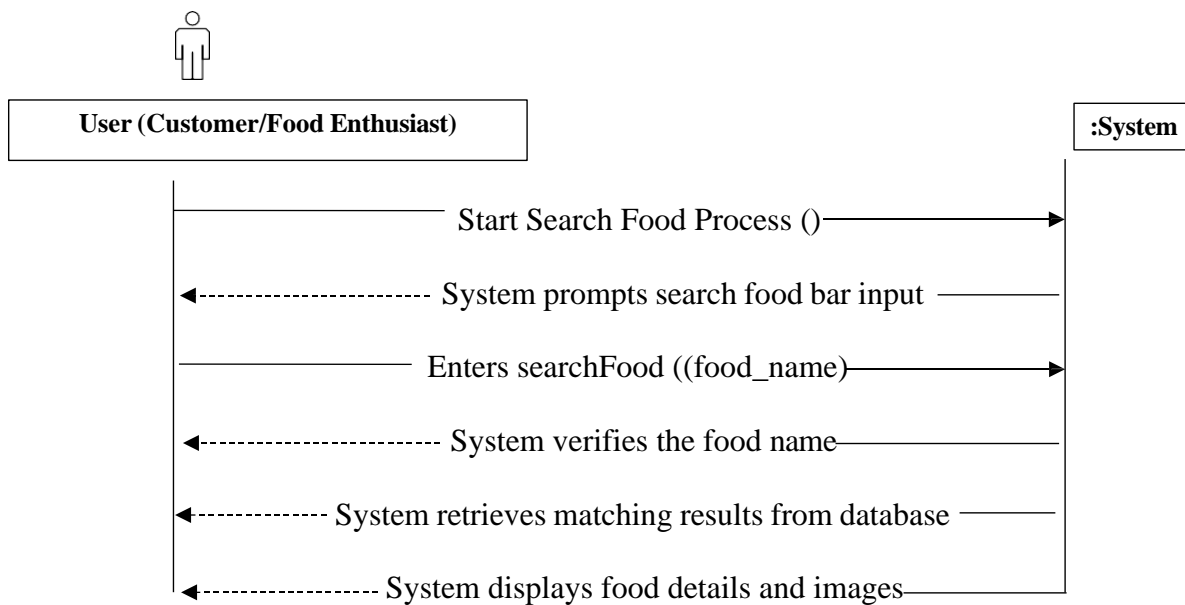 User (Customer/Food Enthusiast)
:System
Start Search Food Process ()
System prompts search food bar input
Enters searchFood ((food_name)
System verifies the food name
System retrieves matching results from database
System displays food details and images